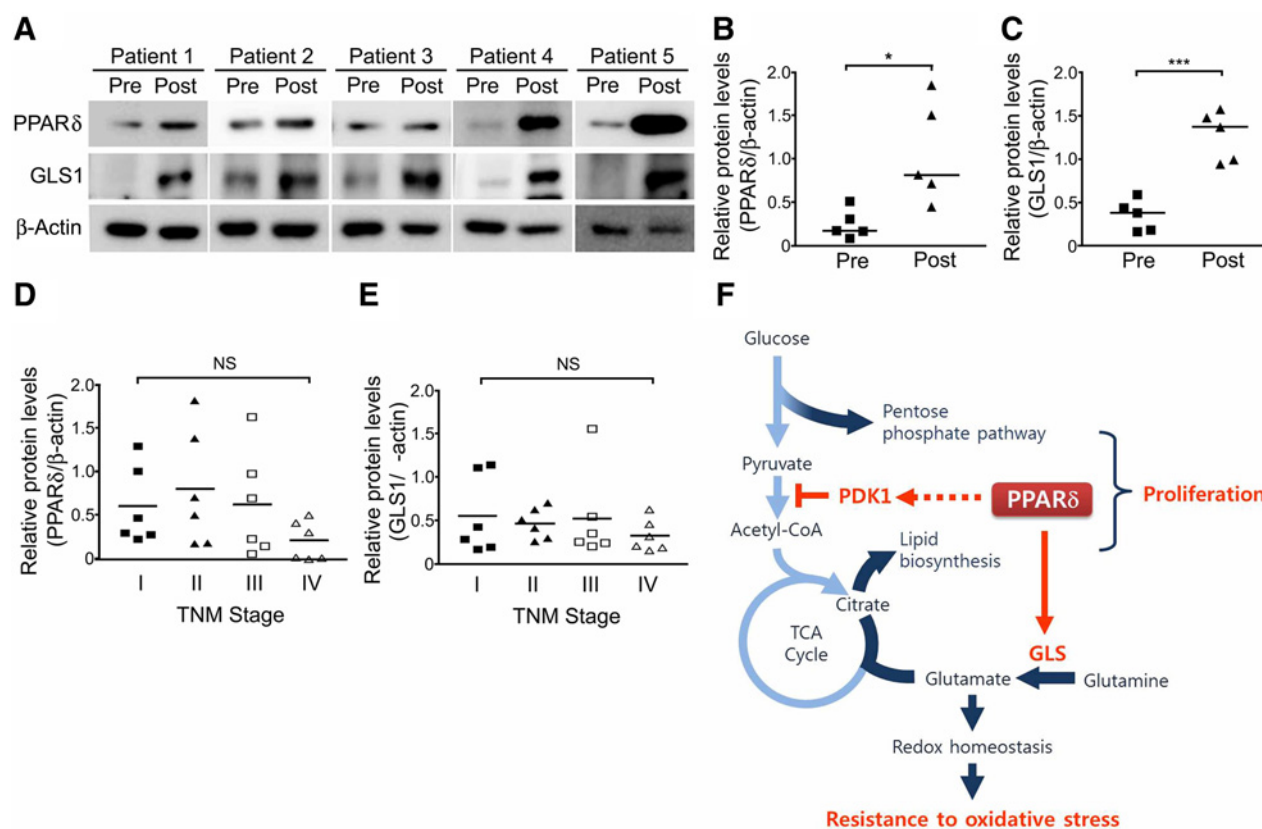 A
Patient 1 Patient 2 Patient 3 Patient 4 Patient 5
Pre Post Pre Post Pre Post Pre Post Pre Post
PPARδ
GLS1
β-Actin
B
Relative protein levels
(PPARδ/β-actin)
2.0
1.5
1.0
0.5
0
*
Pre Post
C
Relative protein levels
(GLS1/β-actin)
2.0
1.5
1.0
0.5
0
***
Pre Post
D
Relative protein levels
(PPARδ/β-actin)
2.0
1.5
1.0
0.5
0
NS
I II III IV
TNM Stage
E
Relative protein levels
(GLS1/ -actin)
2.0
1.5
1.0
0.5
0
NS
I II III IV
TNM Stage
F
Glucose
Pentose
phosphate pathway
Pyruvate
PDK1
PPARδ
Proliferation
Acetyl-CoA
Lipid
biosynthesis
Citrate
TCA
Cycle
GLS
Glutamate
Glutamine
Redox homeostasis
Resistance to oxidative stress